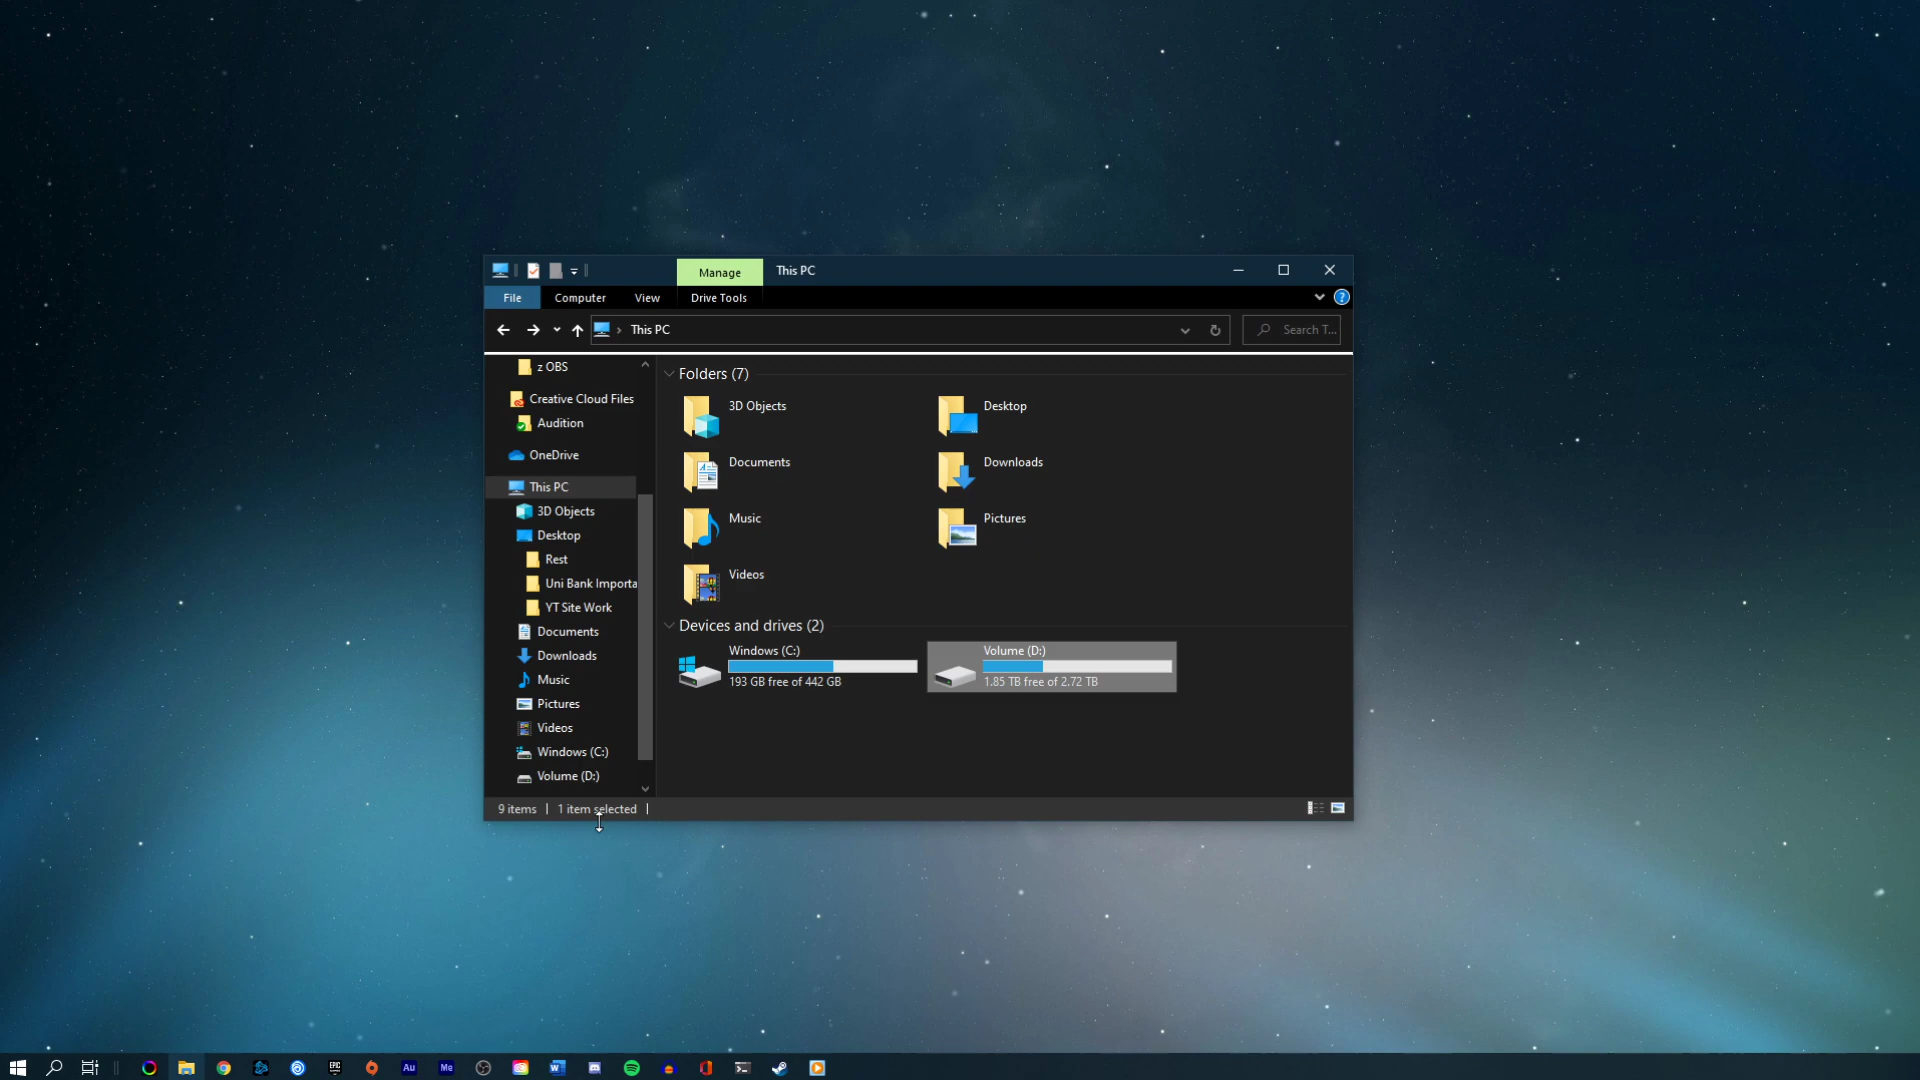 Manage
This PC
File
Computer
View
Drive Tools
This PC
Search T...
z OBS
Creative Cloud Files
Audition
OneDrive
This PC
3D Objects
Desktop
Rest
Uni Bank Importa
YT Site Work
Documents
Downloads
Music
Pictures
Videos
Windows (C:)
Volume (D:)
Folders (7)
3D Objects
Desktop
Documents
Downloads
Music
Pictures
Videos
Devices and drives (2)
Windows (C:)
193 GB free of 442 GB
Volume (D:)
1.85 TB free of 2.72 TB
9 items
1 item selected
EPIC
Au
Me
W